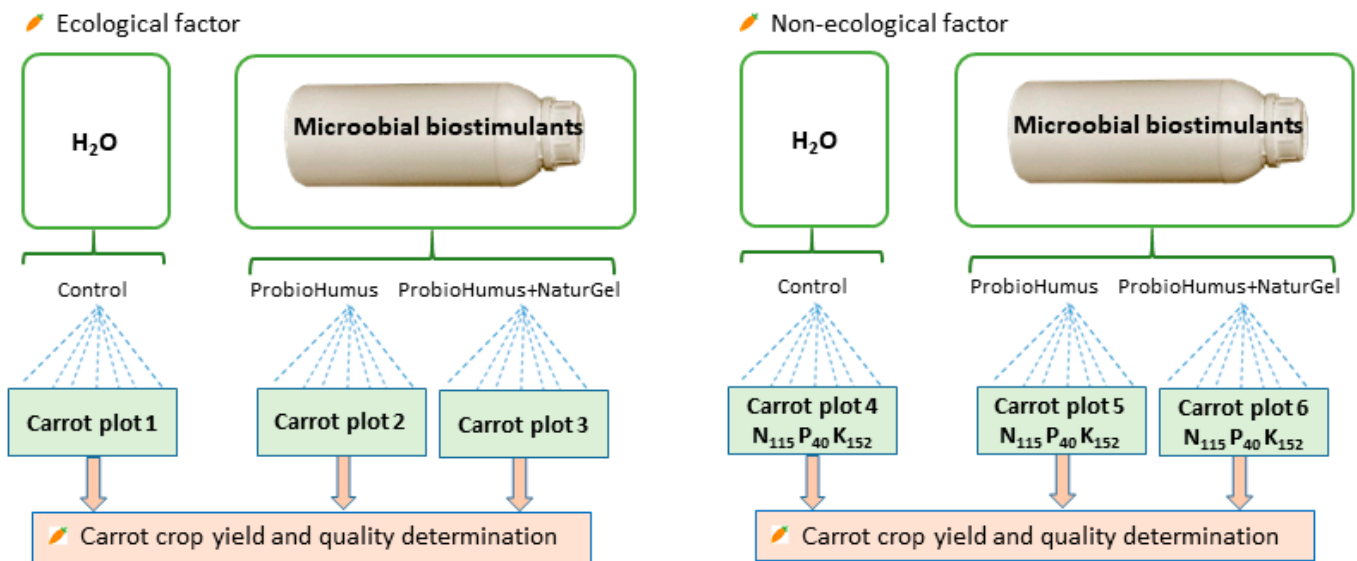 Ecological factor
H₂O
Microobial biostimulants
Control
ProbioHumus
ProbioHumus+NaturGel
Carrot plot 1
Carrot plot 2
Carrot plot 3
Carrot crop yield and quality determination
Non-ecological factor
H₂O
Microobial biostimulants
Control
ProbioHumus
ProbioHumus+NaturGel
Carrot plot 4
N₁₁₅ P₄₀ K₁₅₂
Carrot plot 5
N₁₁₅ P₄₀ K₁₅₂
Carrot plot 6
N₁₁₅ P₄₀ K₁₅₂
Carrot crop yield and quality determination